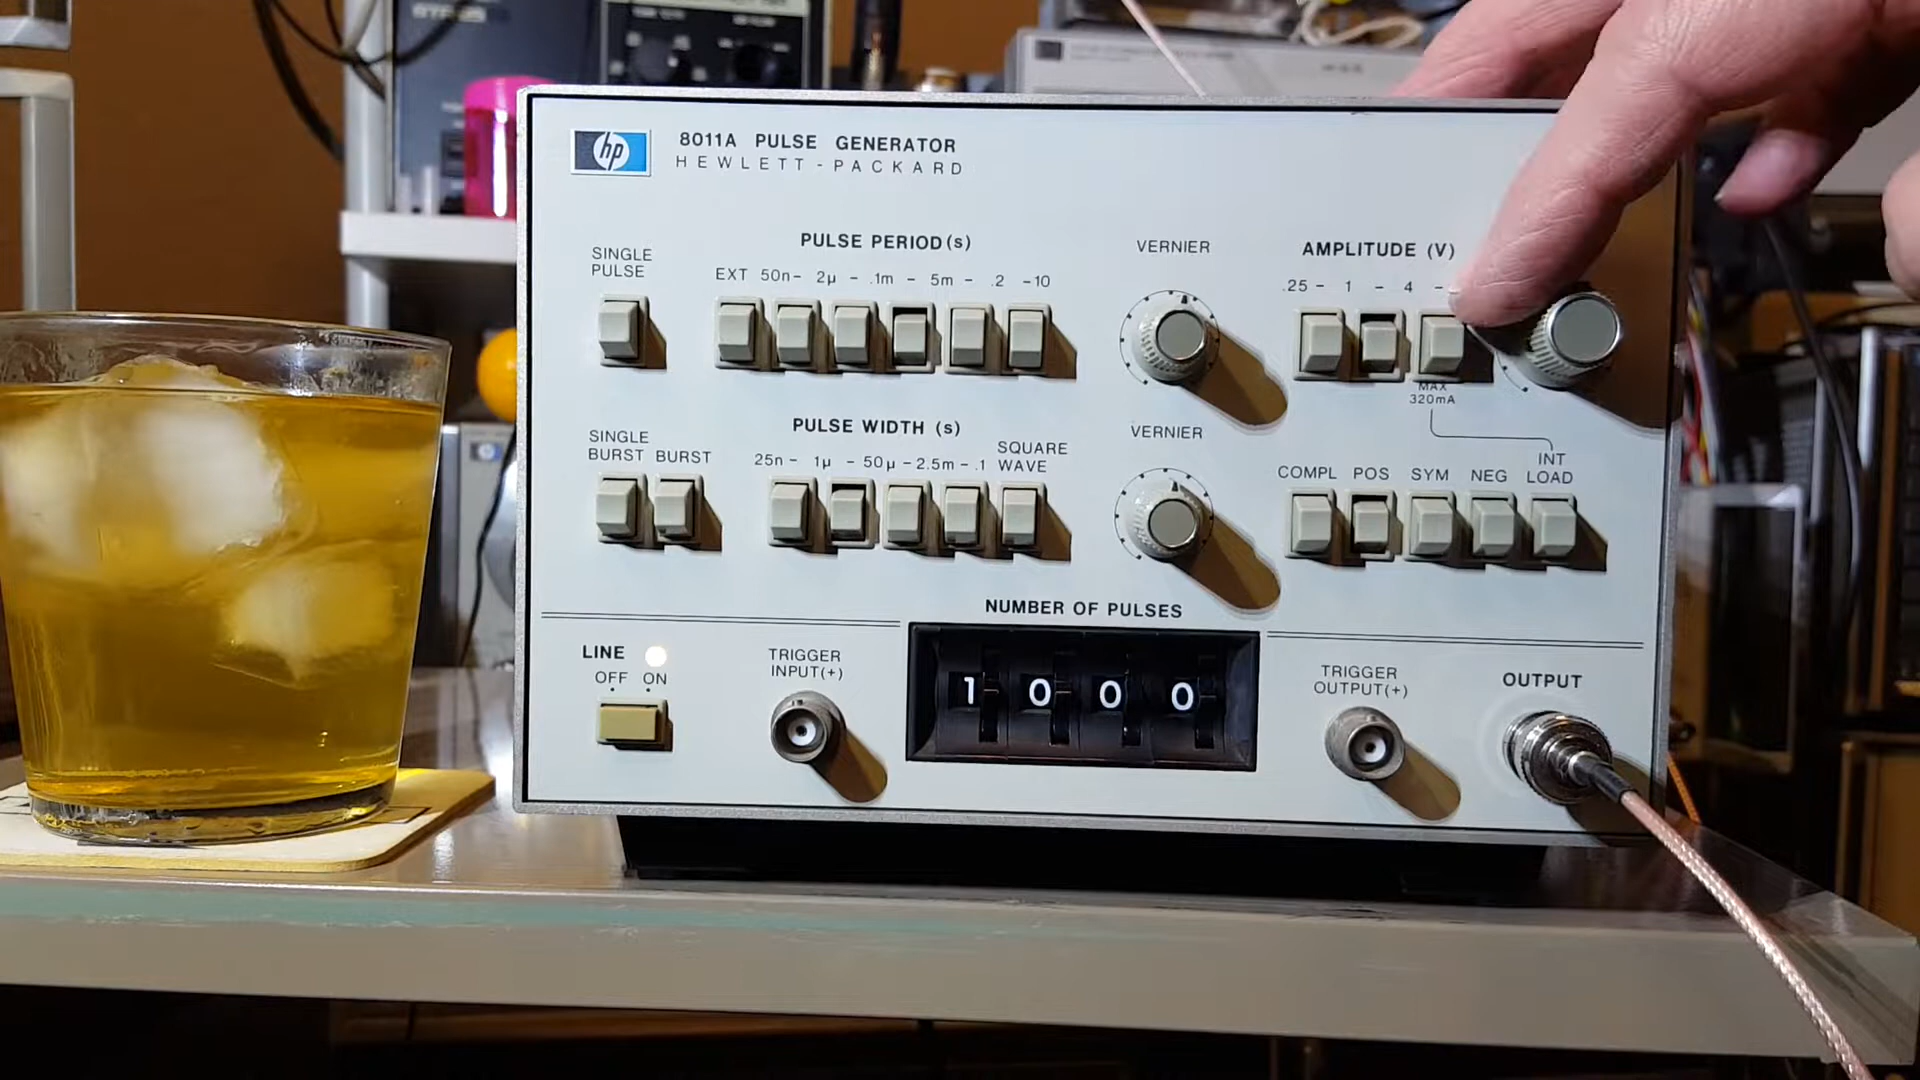 hp
8011A PULSE GENERATOR
HEWLETT-PACKARD
SINGLE
PULSE
PULSE PERIOD (s)
EXT 50n - 2μ - .1m - 5m - .2 - 10
VERNIER
AMPLITUDE (V)
.25 - 1 - 4 -
MAX
320mA
SINGLE
BURST BURST
PULSE WIDTH (s)
25n - 1μ - 50μ - 2.5m - .1
SQUARE
WAVE
VERNIER
COMPL POS SYM NEG
INT
LOAD
NUMBER OF PULSES
1 0 0 0
LINE
OFF ON
TRIGGER
INPUT(+)
TRIGGER
OUTPUT(+)
OUTPUT